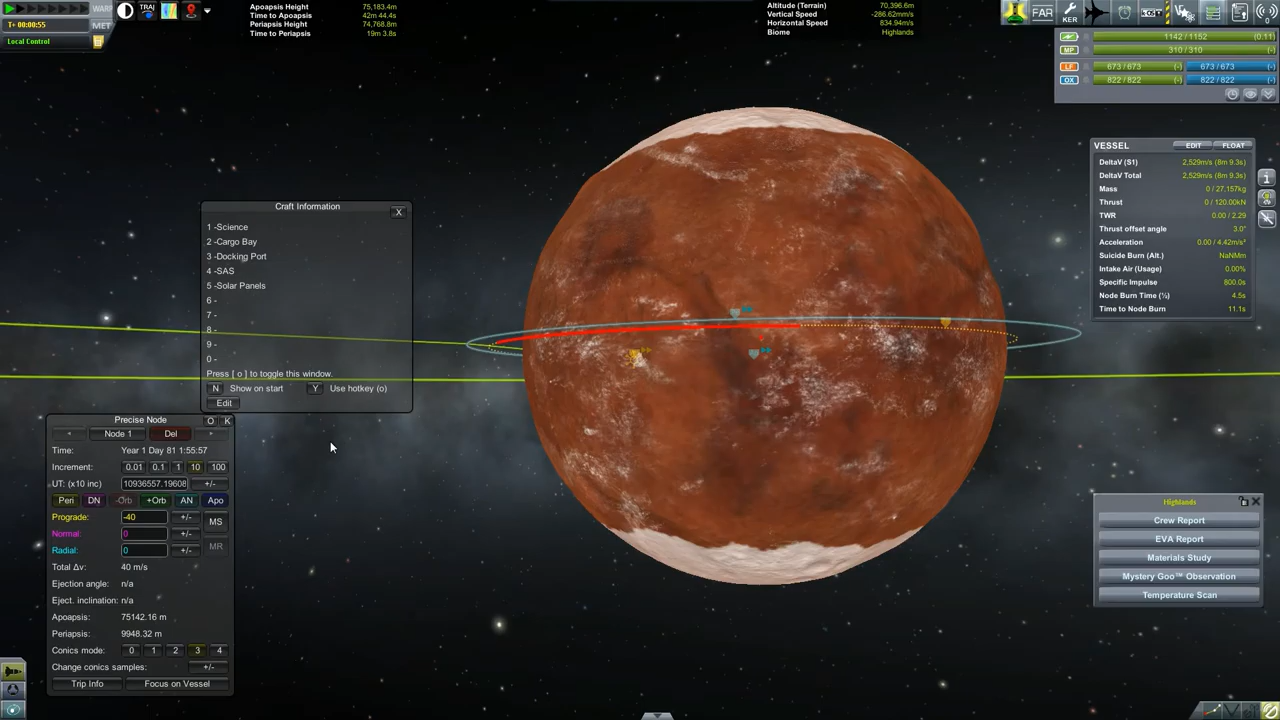 WARP
T+ 00:00:55
MET
Local Control
TRAJ
Apoapsis Height 75,183.4m
Time to Apoapsis 42m 44.4s
Periapsis Height 74,768.8m
Time to Periapsis 19m 3.8s
Altitude (Terrain) 70,396.6m
Vertical Speed -286.62mm/s
Horizontal Speed 834.94m/s
Biome Highlands
FAR
KER
1142 / 1152 (0.11)
MP 310 / 310 (-)
LF 673 / 673 (-) 673 / 673 (-)
OX 822 / 822 (-) 822 / 822 (-)
VESSEL EDIT FLOAT
DeltaV (S1) 2,529m/s (8m 9.3s)
DeltaV Total 2,529m/s (8m 9.3s)
Mass 0 / 27,157kg
Thrust 0 / 120.00kN
TWR 0.00 / 2.29
Thrust offset angle 3.0°
Acceleration 0.00 / 4.42m/s²
Suicide Burn (Alt.) NaNMm
Intake Air (Usage) 0.00%
Specific Impulse 800.0s
Node Burn Time (½) 4.5s
Time to Node Burn 11.1s
Craft Information X
1 -Science
2 -Cargo Bay
3 -Docking Port
4 -SAS
5 -Solar Panels
6 -
7 -
8 -
9 -
0 -
Press [ o ] to toggle this window.
N Show on start Y Use hotkey (o)
Edit
Precise Node O K
Node 1 Del
Time: Year 1 Day 81 1:55:57
Increment: 0.01 0.1 1 10 100
UT: (x10 inc) 10936557.19608 +/-
Peri DN -Orb +Orb AN Apo
Prograde: -40 +/- MS
Normal: 0 +/-
Radial: 0 +/- MR
Total Δv: 40 m/s
Ejection angle: n/a
Eject. inclination: n/a
Apoapsis: 75142.16 m
Periapsis: 9948.32 m
Conics mode: 0 1 2 3 4
Change conics samples: +/-
Trip Info Focus on Vessel
Highlands
Crew Report
EVA Report
Materials Study
Mystery Goo™ Observation
Temperature Scan